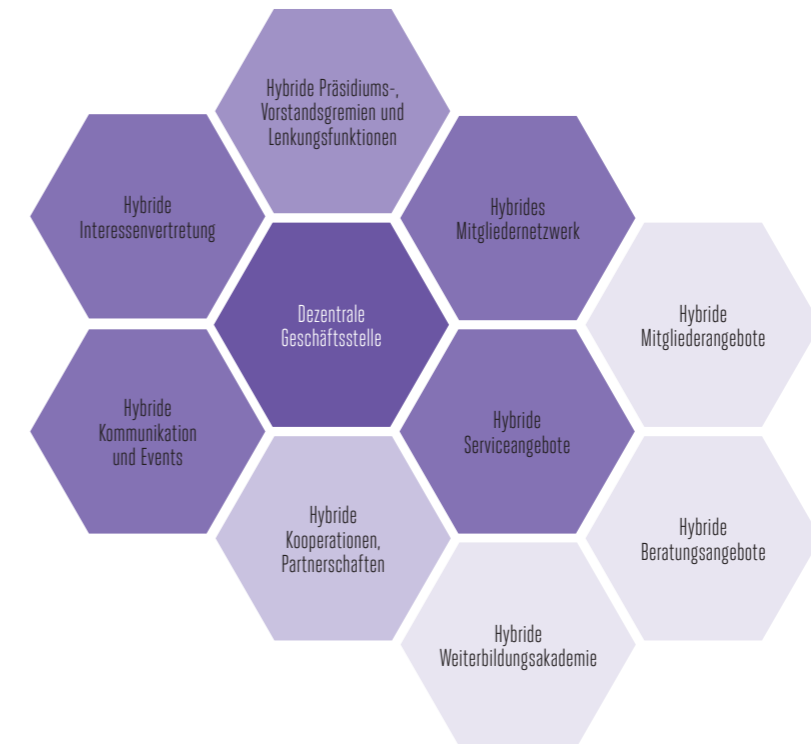 Hybride Präsidiums-,
Vorstandsgremien und
Lenkungsfunktionen
Hybride
Interessenvertretung
Hybrides
Mitgliedernetzwerk
Dezentrale
Geschäftsstelle
Hybride
Mitgliederangebote
Hybride
Kommunikation
und Events
Hybride
Serviceangebote
Hybride
Kooperationen,
Partnerschaften
Hybride
Beratungsangebote
Hybride
Weiterbildungsakademie